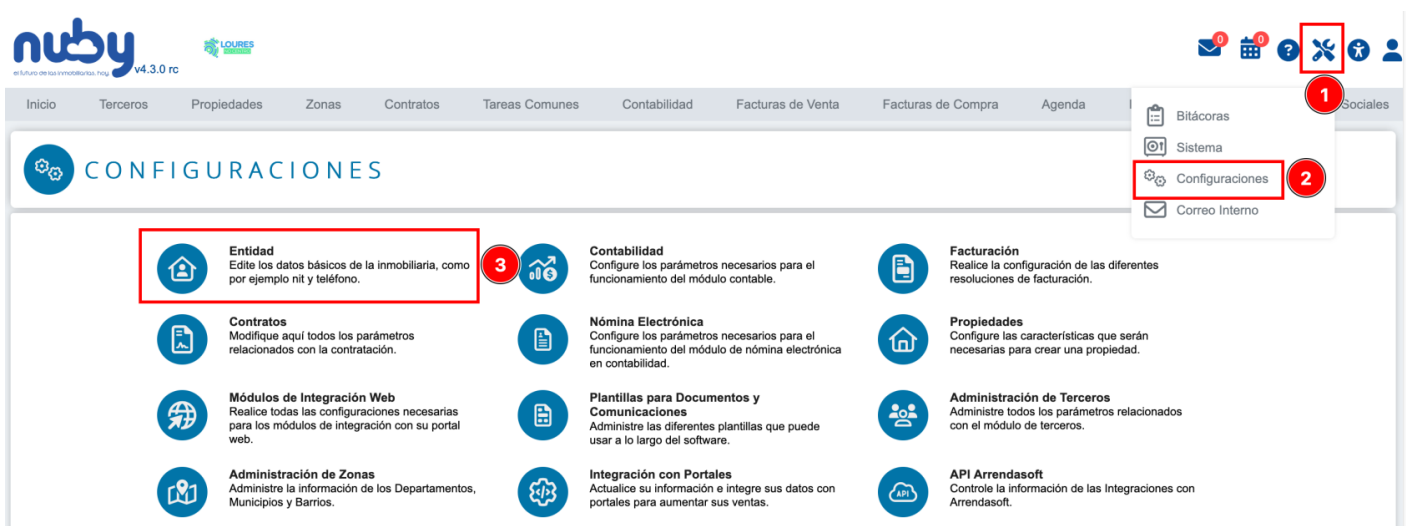 nuby
el futuro de las inmobiliarias, hoy
v4.3.0 rc
LOURES
0
0
?
1
Inicio
Terceros
Propiedades
Zonas
Contratos
Tareas Comunes
Contabilidad
Facturas de Venta
Facturas de Compra
Agenda
Sociales
Bitácoras
Sistema
Configuraciones
2
Correo Interno
CONFIGURACIONES
Entidad
Edite los datos básicos de la inmobiliaria, como
por ejemplo nit y teléfono.
3
Contabilidad
Configure los parámetros necesarios para el
funcionamiento del módulo contable.
Facturación
Realice la configuración de las diferentes
resoluciones de facturación.
Contratos
Modifique aquí todos los parámetros
relacionados con la contratación.
Nómina Electrónica
Configure los parámetros necesarios para el
funcionamiento del módulo de nómina electrónica
en contabilidad.
Propiedades
Configure las características que serán
necesarias para crear una propiedad.
Módulos de Integración Web
Realice todas las configuraciones necesarias
para los módulos de integración con su portal
web.
Plantillas para Documentos y
Comunicaciones
Administre las diferentes plantillas que puede
usar a lo largo del software.
Administración de Terceros
Administre todos los parámetros relacionados
con el módulo de terceros.
Administración de Zonas
Administre la información de los Departamentos,
Municipios y Barrios.
Integración con Portales
Actualice su información e integre sus datos con
portales para aumentar sus ventas.
API
API Arrendasoft
Controle la información de las Integraciones con
Arrendasoft.